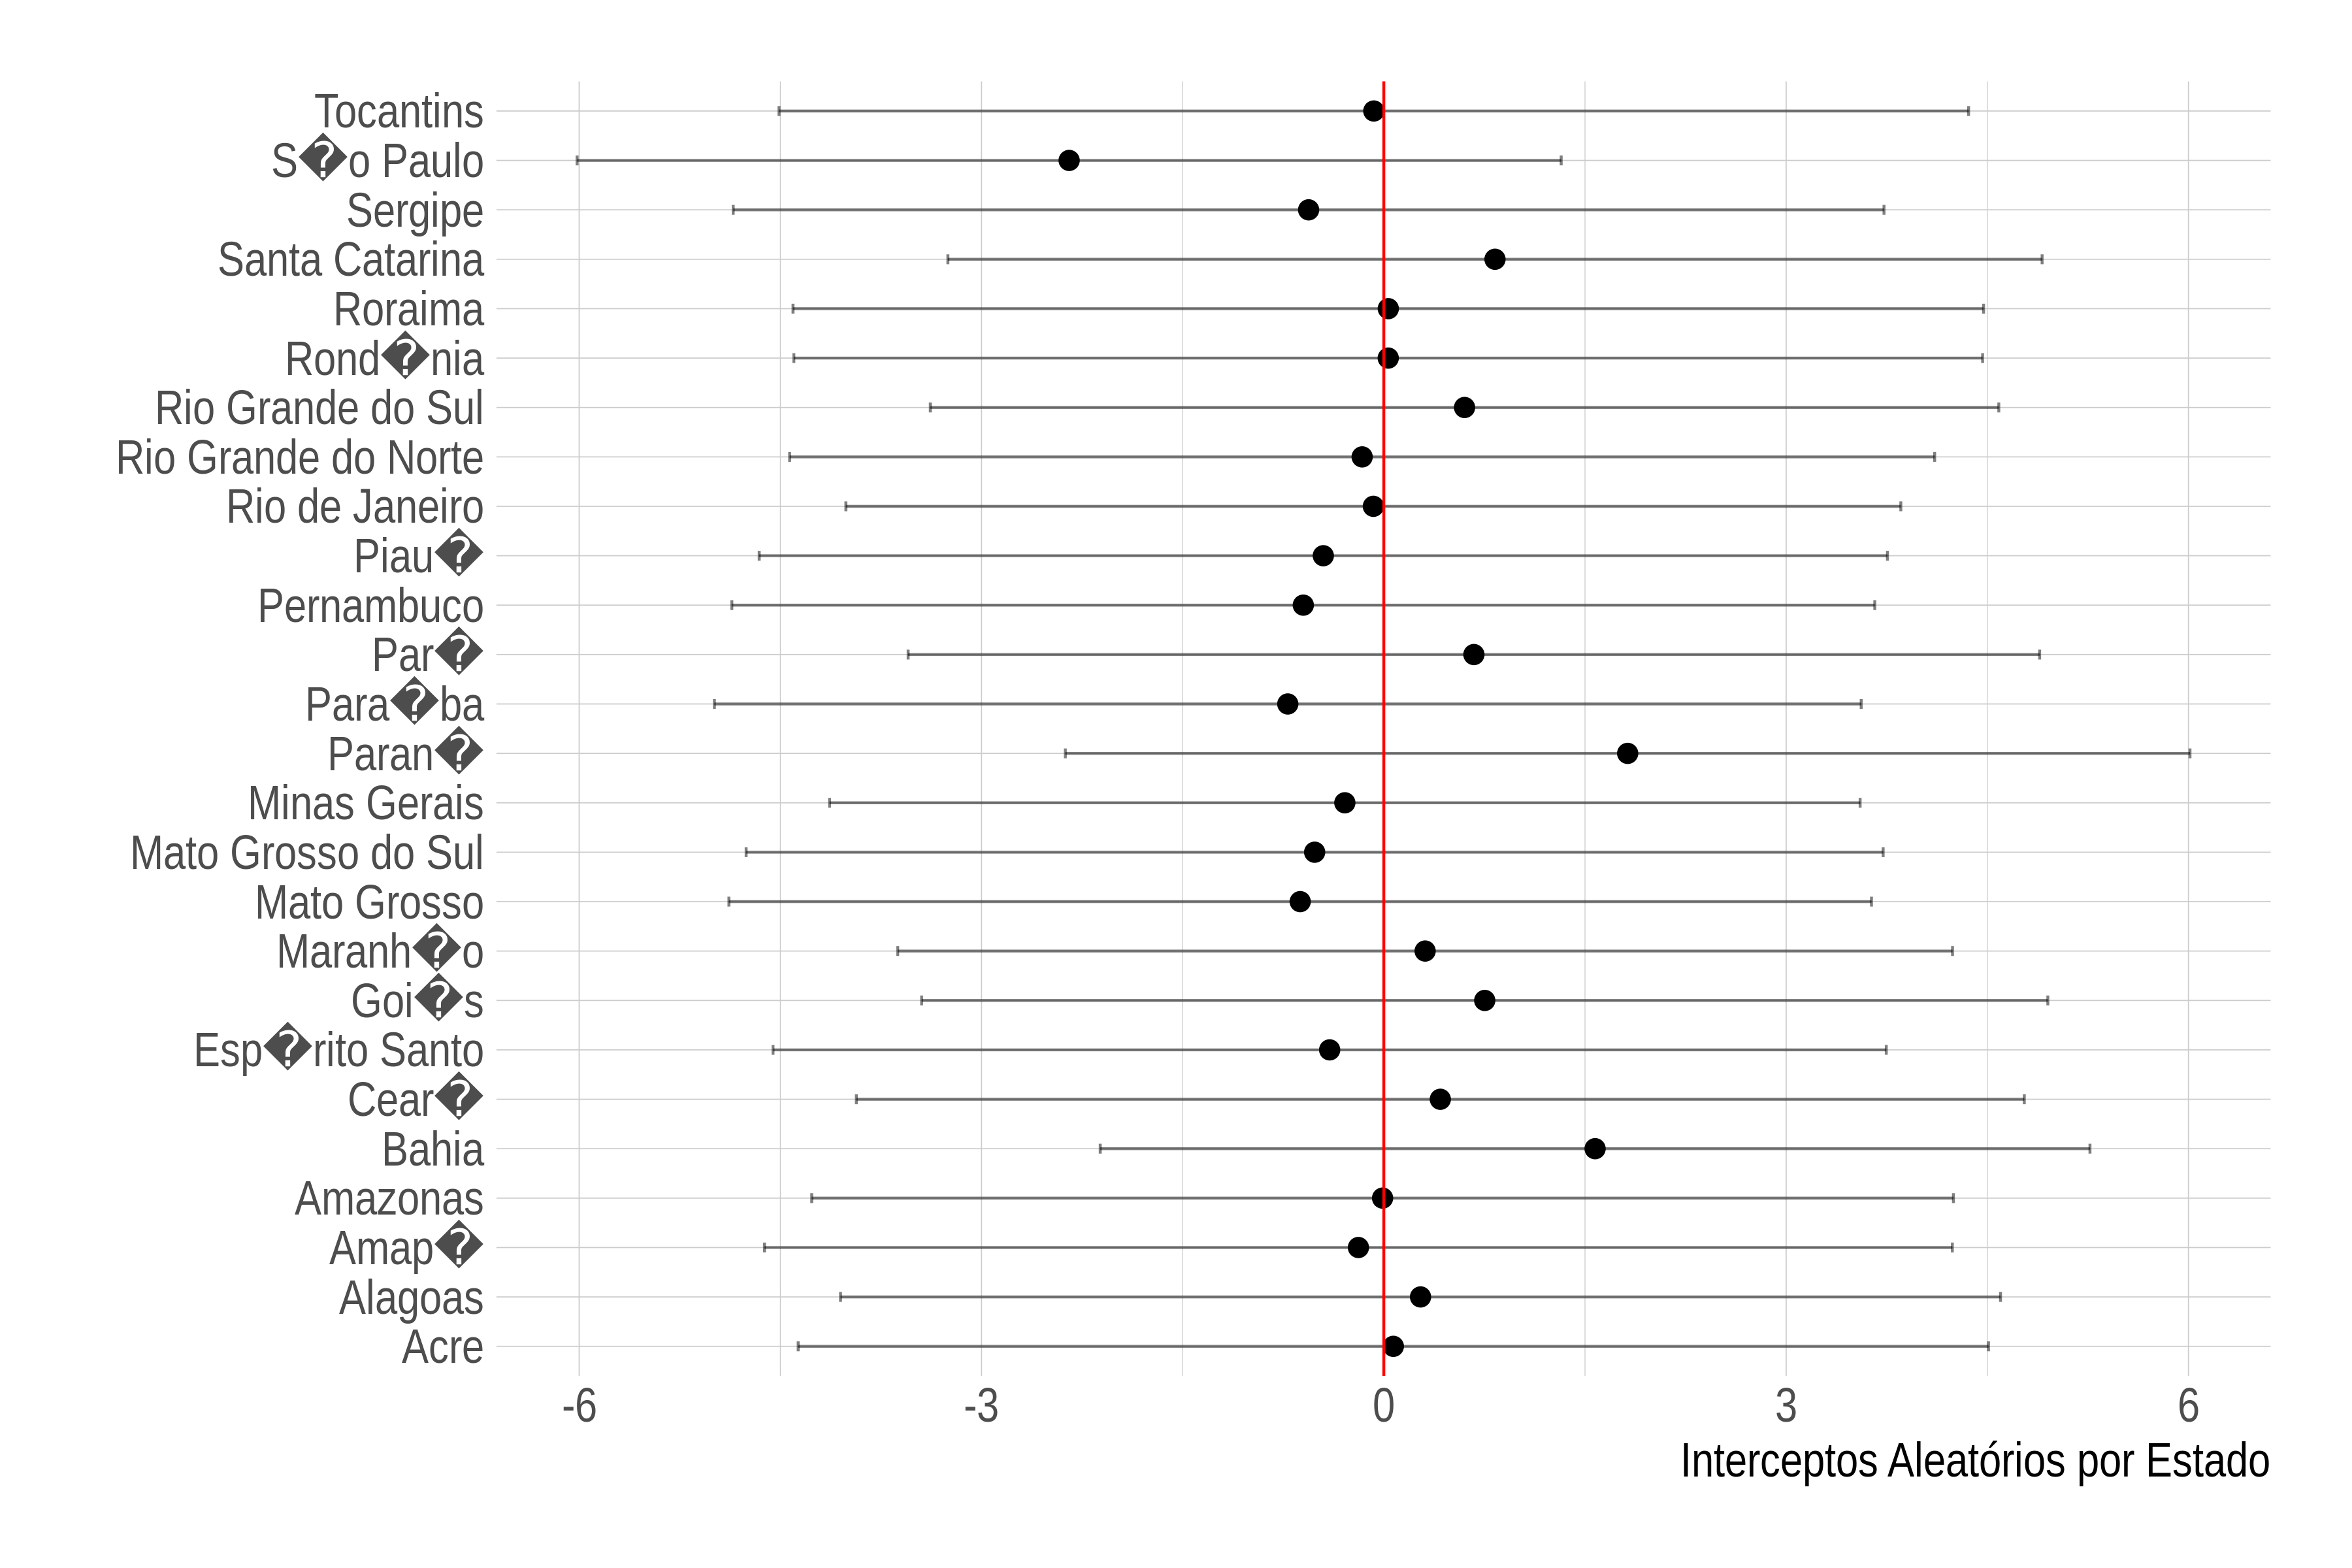 Tocantins
S�o Paulo
Sergipe
Santa Catarina
Roraima
Rond�nia
Rio Grande do Sul
Rio Grande do Norte
Rio de Janeiro
Piau�
Pernambuco
Par�
Para�ba
Paran�
Minas Gerais
Mato Grosso do Sul
Mato Grosso
Maranh�o
Goi�s
Esp�rito Santo
Cear�
Bahia
Amazonas
Amap�
Alagoas
Acre
-6 -3 0 3 6
Interceptos Aleatórios por Estado